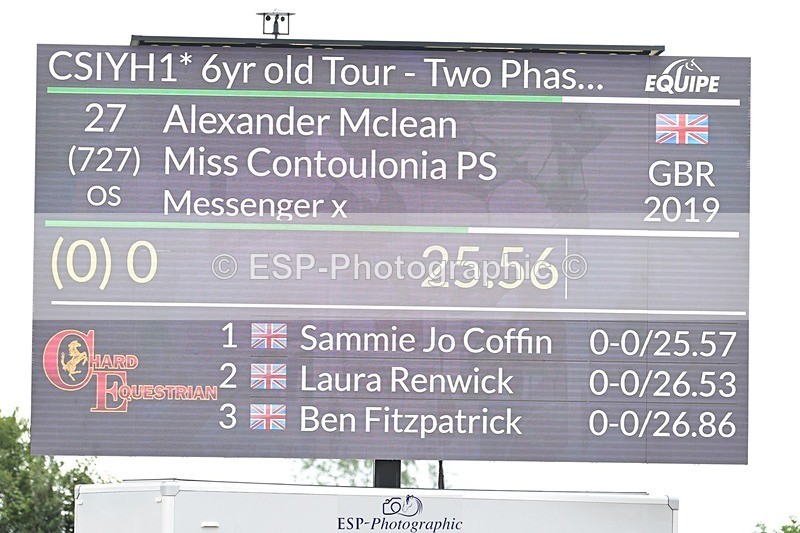 CSIYH1* 6yr old Tour - Two Phas...
EQUIPE
27 Alexander Mclean
(727) Miss Contoulonia PS GBR
OS Messenger x 2019
(0) 0 25.56
© ESP-Photographic ©
1 Sammie Jo Coffin 0-0/25.57
2 Laura Renwick 0-0/26.53
3 Ben Fitzpatrick 0-0/26.86
CHARD
EQUESTRIAN
ESP-Photographic